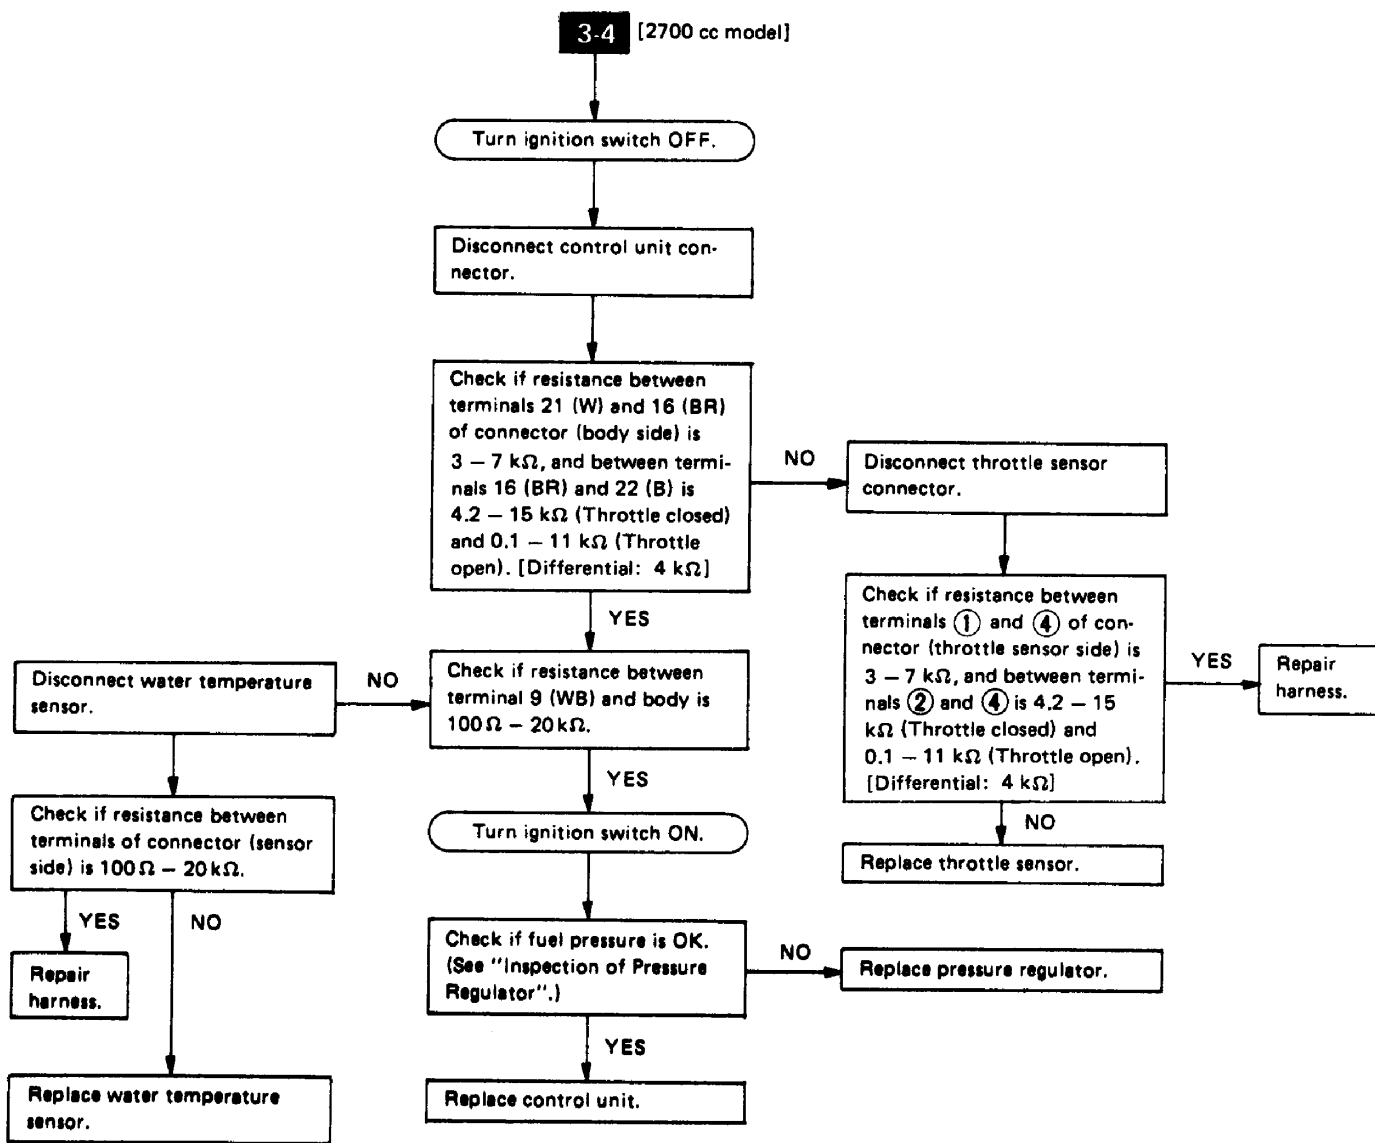 3-4 [2700 cc model]
Turn ignition switch OFF.
Disconnect control unit con-
nector.
Check if resistance between
terminals 21 (W) and 16 (BR)
of connector (body side) is
3 – 7 kΩ, and between termi-
nals 16 (BR) and 22 (B) is
4.2 – 15 kΩ (Throttle closed)
and 0.1 – 11 kΩ (Throttle
open). [Differential: 4 kΩ]
NO
Disconnect throttle sensor
connector.
Check if resistance between
terminals ① and ④ of con-
nector (throttle sensor side) is
3 – 7 kΩ, and between termi-
nals ② and ④ is 4.2 – 15
kΩ (Throttle closed) and
0.1 – 11 kΩ (Throttle open).
[Differential: 4 kΩ]
YES
Repair
harness.
NO
Replace throttle sensor.
YES
Check if resistance between
terminal 9 (WB) and body is
100 Ω – 20 kΩ.
NO
Disconnect water temperature
sensor.
Check if resistance between
terminals of connector (sensor
side) is 100 Ω – 20 kΩ.
YES
Repair
harness.
NO
Replace water temperature
sensor.
YES
Turn ignition switch ON.
Check if fuel pressure is OK.
(See "Inspection of Pressure
Regulator".)
NO
Replace pressure regulator.
YES
Replace control unit.